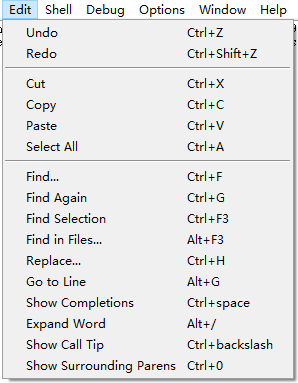 Edit Shell Debug Options Window Help
Undo Ctrl+Z
Redo Ctrl+Shift+Z
Cut Ctrl+X
Copy Ctrl+C
Paste Ctrl+V
Select All Ctrl+A
Find... Ctrl+F
Find Again Ctrl+G
Find Selection Ctrl+F3
Find in Files... Alt+F3
Replace... Ctrl+H
Go to Line Alt+G
Show Completions Ctrl+space
Expand Word Alt+/
Show Call Tip Ctrl+backslash
Show Surrounding Parens Ctrl+0